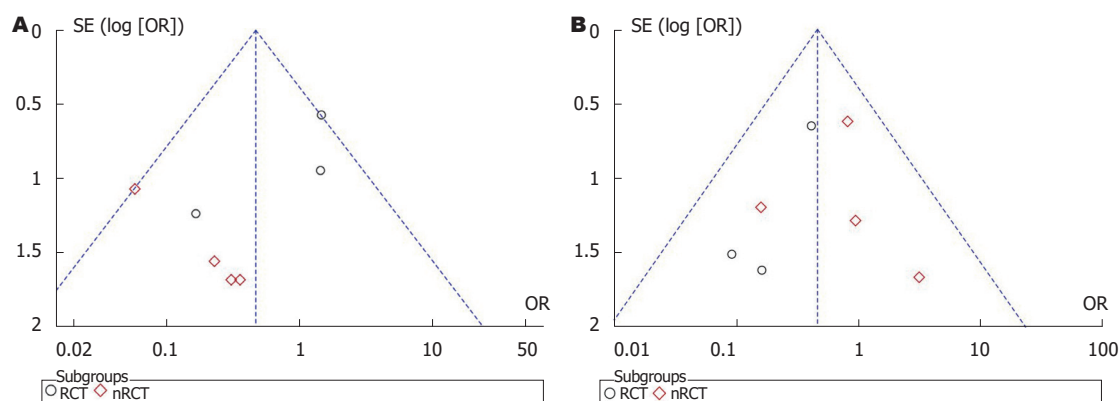 A SE (log [OR])
0
0.5
1
1.5
2
OR
0.02 0.1 1 10 50
Subgroups
RCT nRCT
B SE (log [OR])
0
0.5
1
1.5
2
OR
0.01 0.1 1 10 100
Subgroups
RCT nRCT